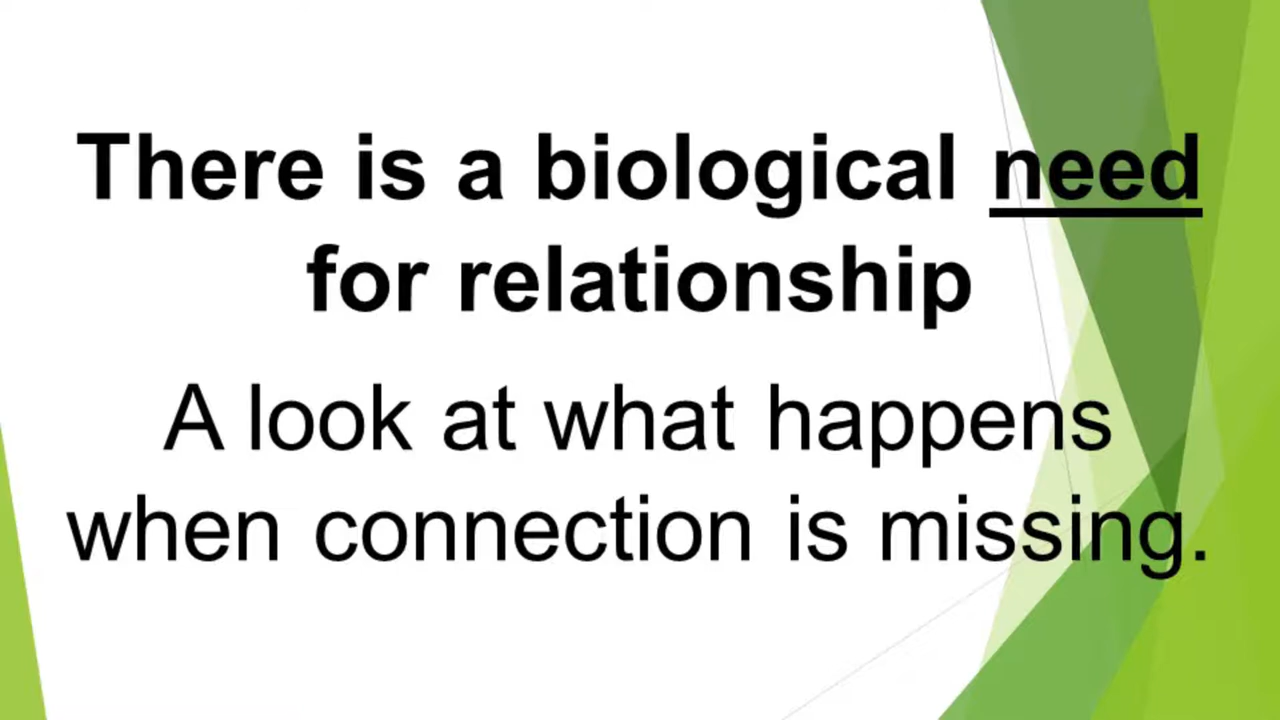 There is a biological need
for relationship
A look at what happens
when connection is missing.